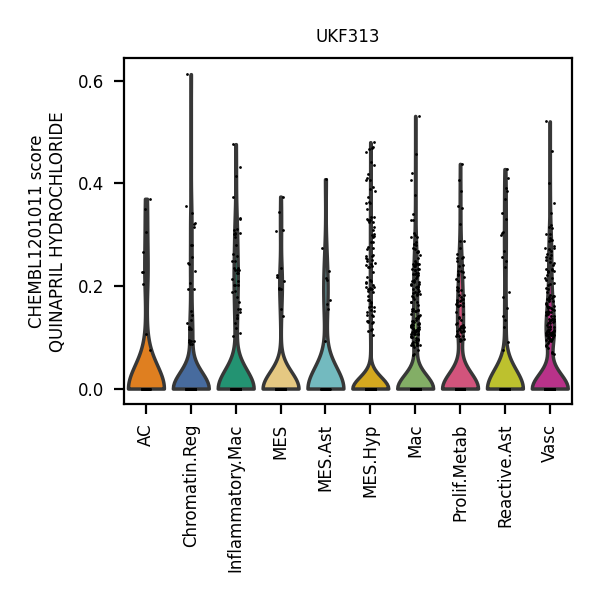 UKF313
CHEMBL1201011 score
QUINAPRIL HYDROCHLORIDE
0.6
0.4
0.2
0.0
AC
Chromatin.Reg
Inflammatory.Mac
MES
MES.Ast
MES.Hyp
Mac
Prolif.Metab
Reactive.Ast
Vasc